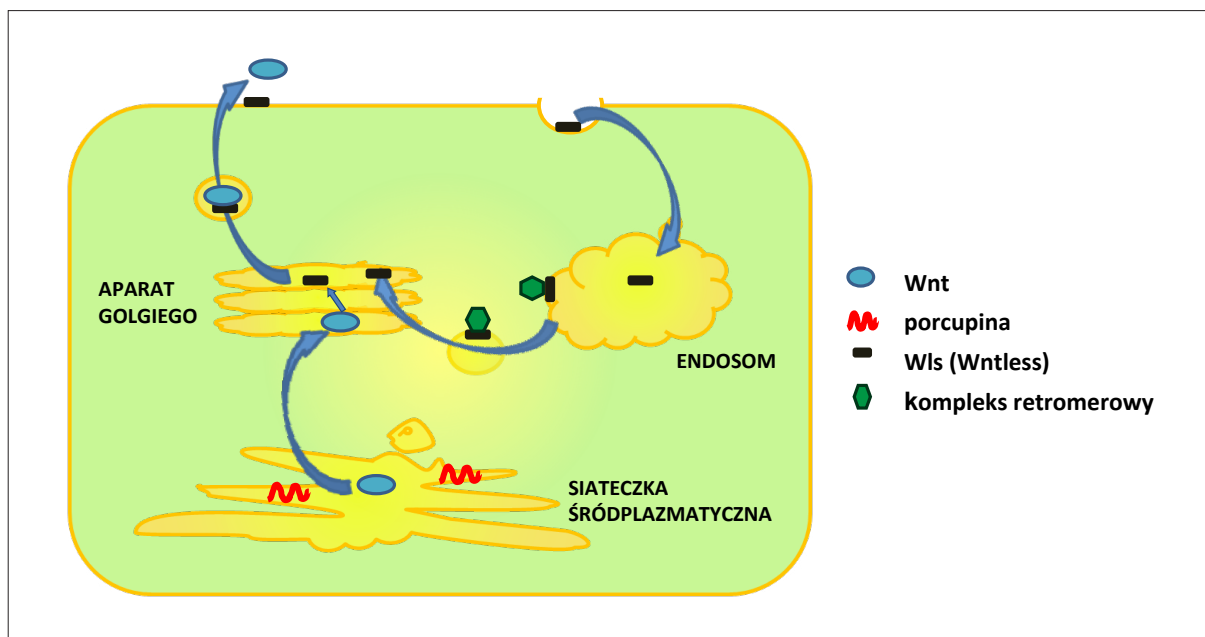 APARAT
GOLGIEGO
ENDOSOM
SIATECZKA
ŚRÓDPLAZMATYCZNA
Wnt
porcupina
Wls (Wntless)
kompleks retromerowy